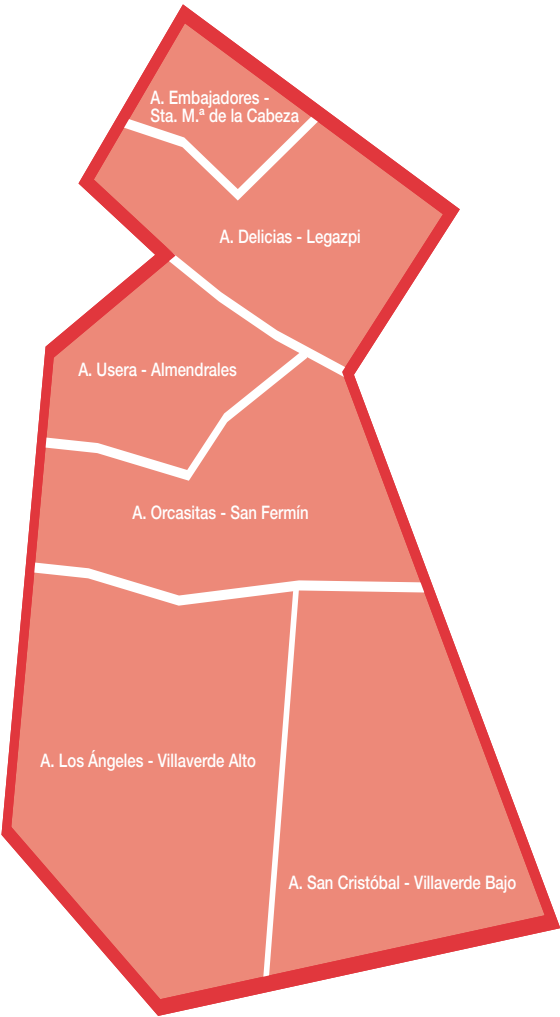 A. Embajadores -
Sta. M.ª de la Cabeza
A. Delicias - Legazpi
A. Usera - Almendrales
A. Orcasitas - San Fermín
A. Los Ángeles - Villaverde Alto
A. San Cristóbal - Villaverde Bajo